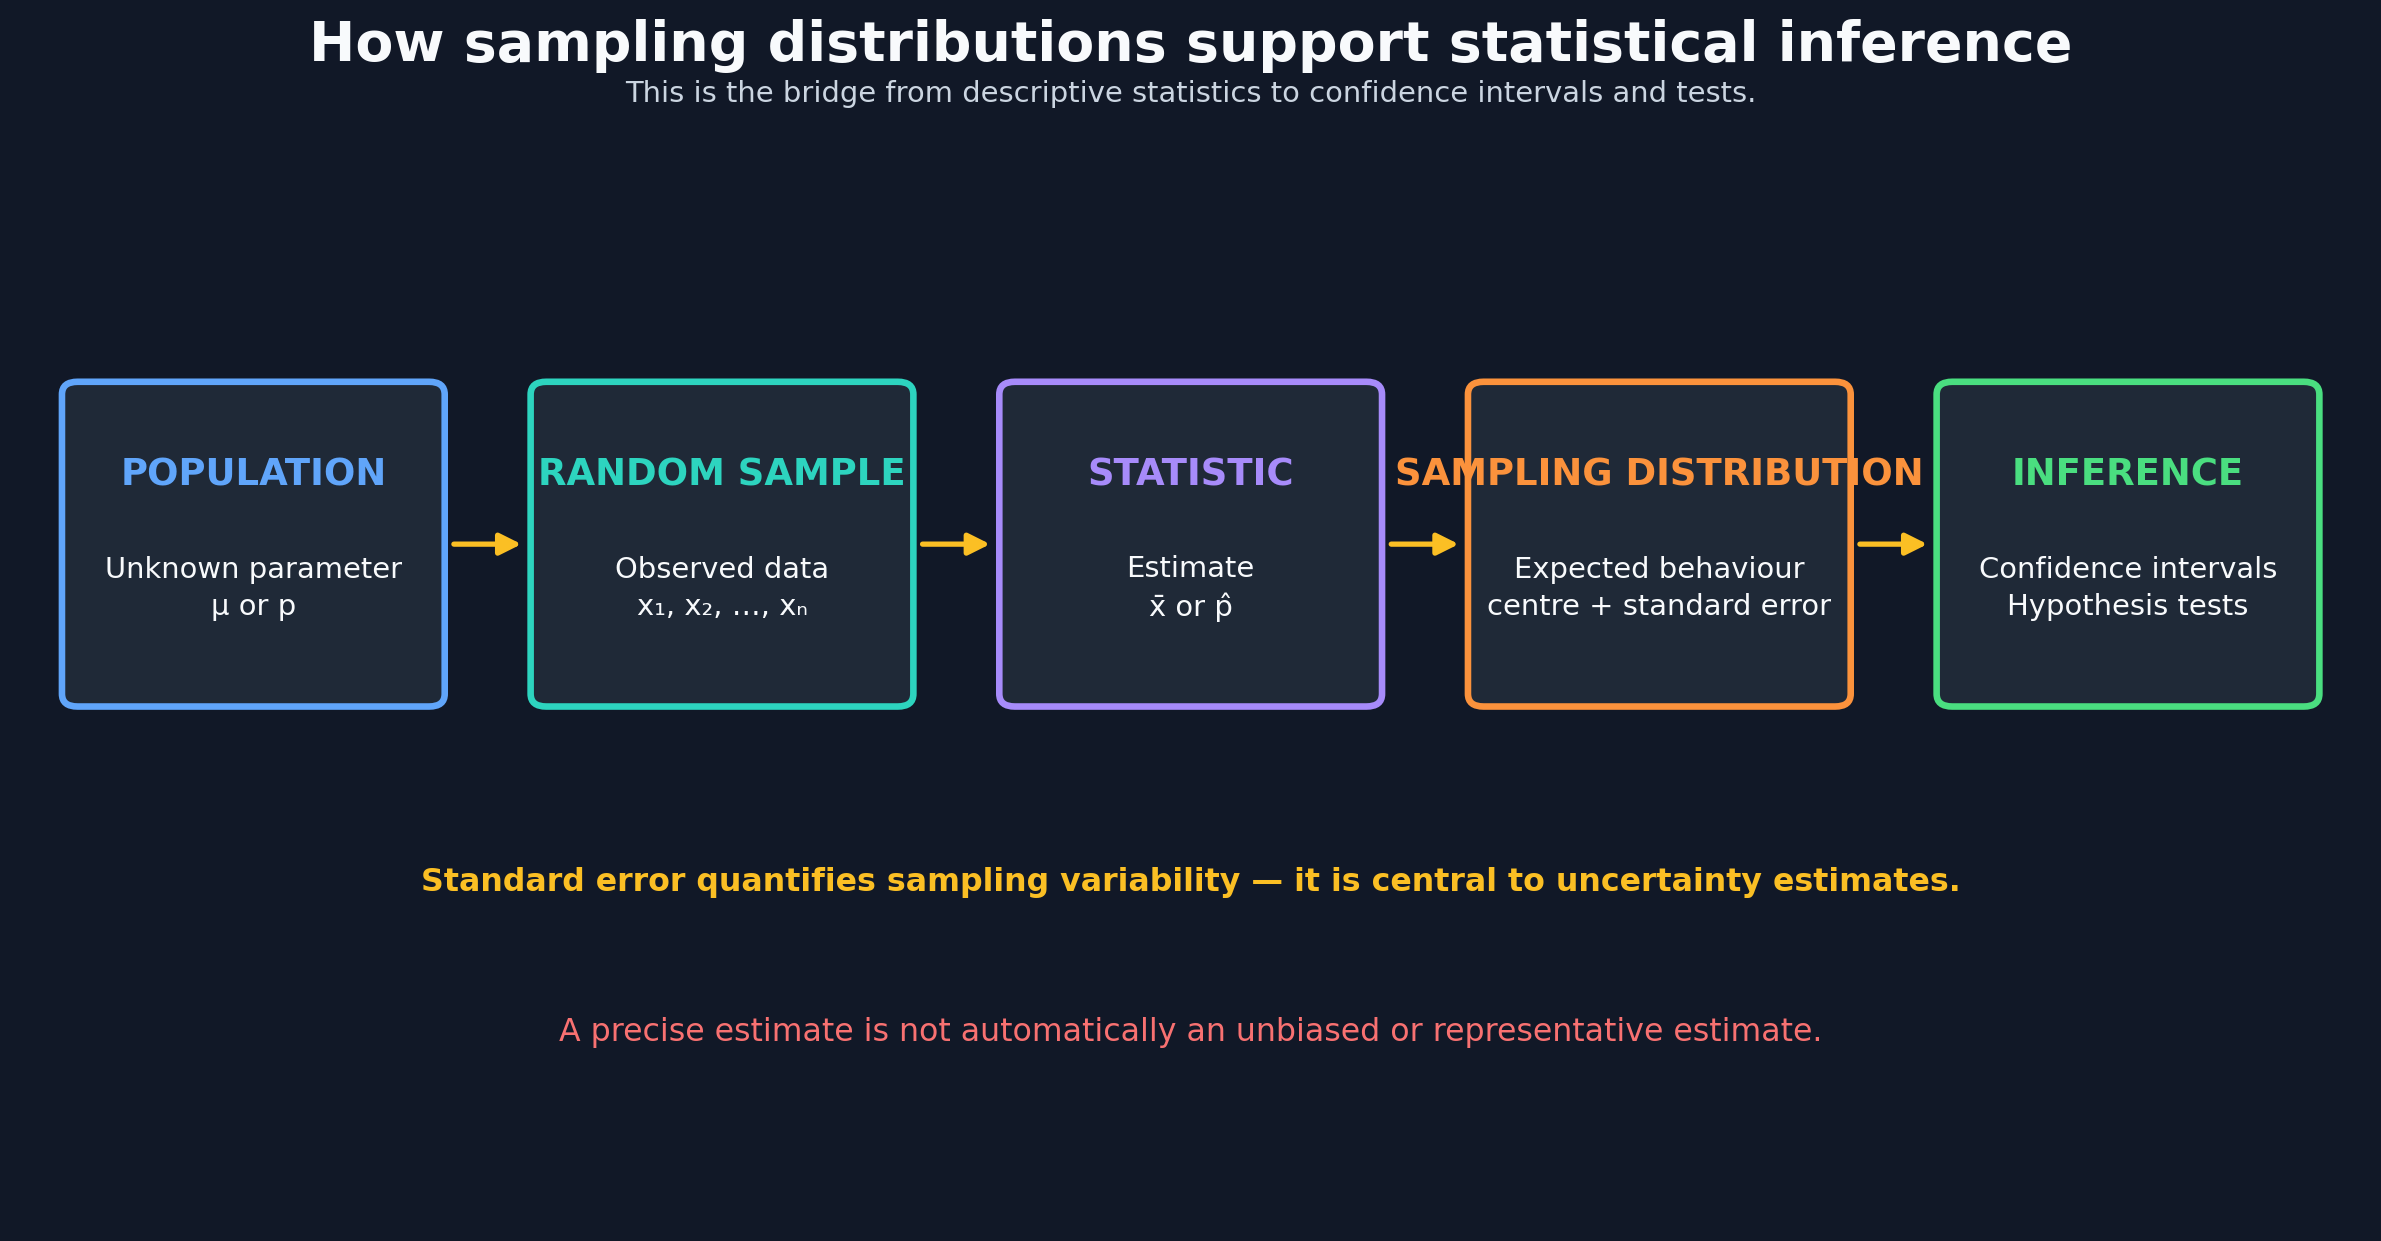 How sampling distributions support statistical inference
This is the bridge from descriptive statistics to confidence intervals and tests.
POPULATION
Unknown parameter
μ or p
RANDOM SAMPLE
Observed data
x₁, x₂, …, xₙ
STATISTIC
Estimate
x̄ or p̂
SAMPLING DISTRIBUTION
Expected behaviour
centre + standard error
INFERENCE
Confidence intervals
Hypothesis tests
Standard error quantifies sampling variability — it is central to uncertainty estimates.
A precise estimate is not automatically an unbiased or representative estimate.